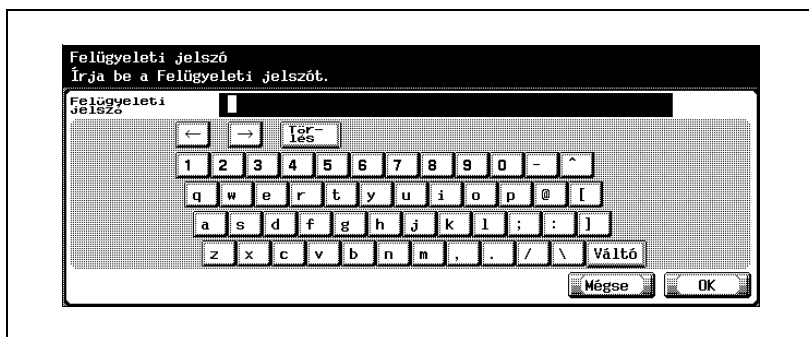 Felügyeleti jelszó
Írja be a Felügyeleti jelszót.
Felügyeleti
jelszó
← → Tör-
lés
1 2 3 4 5 6 7 8 9 0 - ^
q w e r t y u i o p @ [
a s d f g h j k l ; : ]
z x c v b n m , . / \ Váltó
Mégse OK